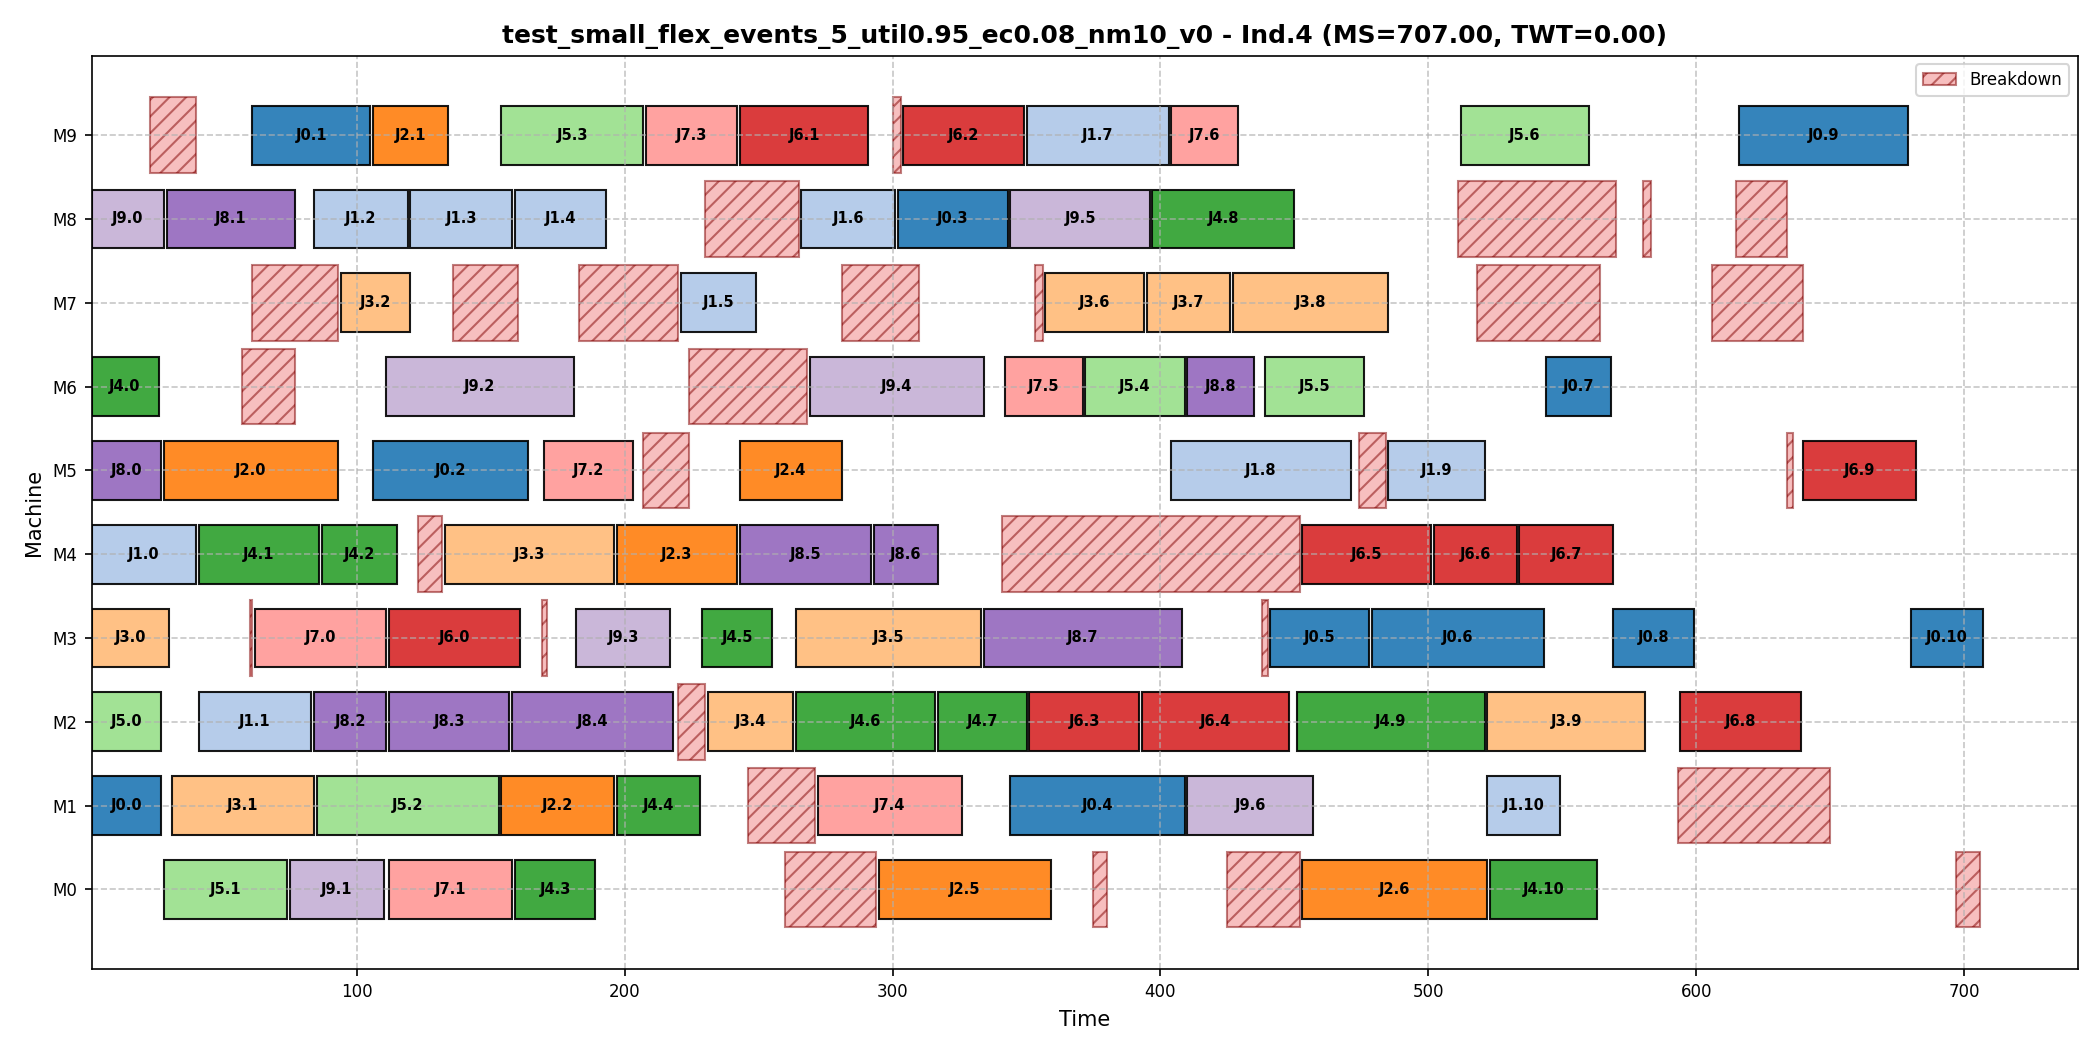 test_small_flex_events_5_util0.95_ec0.08_nm10_v0 - Ind.4 (MS=707.00, TWT=0.00)
Breakdown
M9 J0.1 J2.1 J5.3 J7.3 J6.1 J6.2 J1.7 J7.6 J5.6 J0.9
M8 J9.0 J8.1 J1.2 J1.3 J1.4 J1.6 J0.3 J9.5 J4.8
M7 J3.2 J1.5 J3.6 J3.7 J3.8
M6 J4.0 J9.2 J9.4 J7.5 J5.4 J8.8 J5.5 J0.7
M5 J8.0 J2.0 J0.2 J7.2 J2.4 J1.8 J1.9 J6.9
M4 J1.0 J4.1 J4.2 J3.3 J2.3 J8.5 J8.6 J6.5 J6.6 J6.7
M3 J3.0 J7.0 J6.0 J9.3 J4.5 J3.5 J8.7 J0.5 J0.6 J0.8 J0.10
M2 J5.0 J1.1 J8.2 J8.3 J8.4 J3.4 J4.6 J4.7 J6.3 J6.4 J4.9 J3.9 J6.8
M1 J0.0 J3.1 J5.2 J2.2 J4.4 J7.4 J0.4 J9.6 J1.10
M0 J5.1 J9.1 J7.1 J4.3 J2.5 J2.6 J4.10
Machine
100 200 300 400 500 600 700
Time